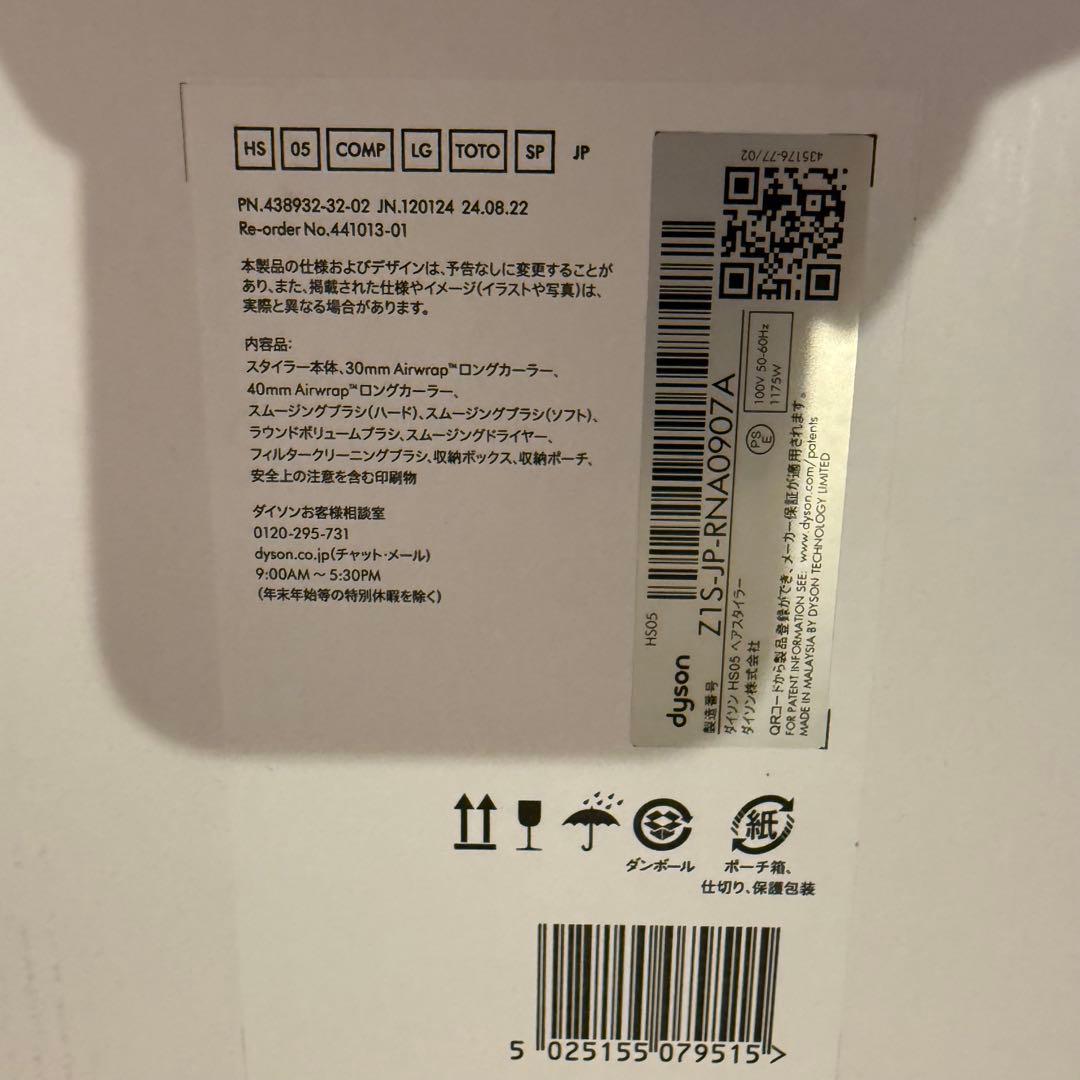 HS 05 COMP LG TOTO SP JP
PN.438932-32-02 JN.120124 24.08.22
Re-order No.441013-01
本製品の仕様およびデザインは、予告なしに変更することが
あり、また、掲載された仕様やイメージ(イラストや写真)は、
実際と異なる場合があります。
内容品:
スタイラー本体、30mm Airwrap™ロングカーラー、
40mm Airwrap™ロングカーラー、
スムージングブラシ(ハード)、スムージングブラシ(ソフト)、
ラウンドボリュームブラシ、スムージングドライヤー、
フィルタークリーニングブラシ、収納ボックス、収納ポーチ、
安全上の注意を含む印刷物
ダイソンお客様相談室
0120-295-731
dyson.co.jp(チャット・メール)
9:00AM ～ 5:30PM
(年末年始等の特別休暇を除く)
435176-77/02
HS05
dyson
製造番号 Z1S-JP-RNA0907A
ダイソン HS05 ヘアスタイラー
ダイソン株式会社
100V 50-60Hz
1175W
PS
E
QRコードから製品登録ができ、メーカー保証が適用されます。
FOR PATENT INFORMATION SEE: www.dyson.com/patents
MADE IN MALAYSIA BY DYSON TECHNOLOGY LIMITED
紙
ダンボール
ポーチ箱、
仕切り、保護包装
5 025155 079515 >